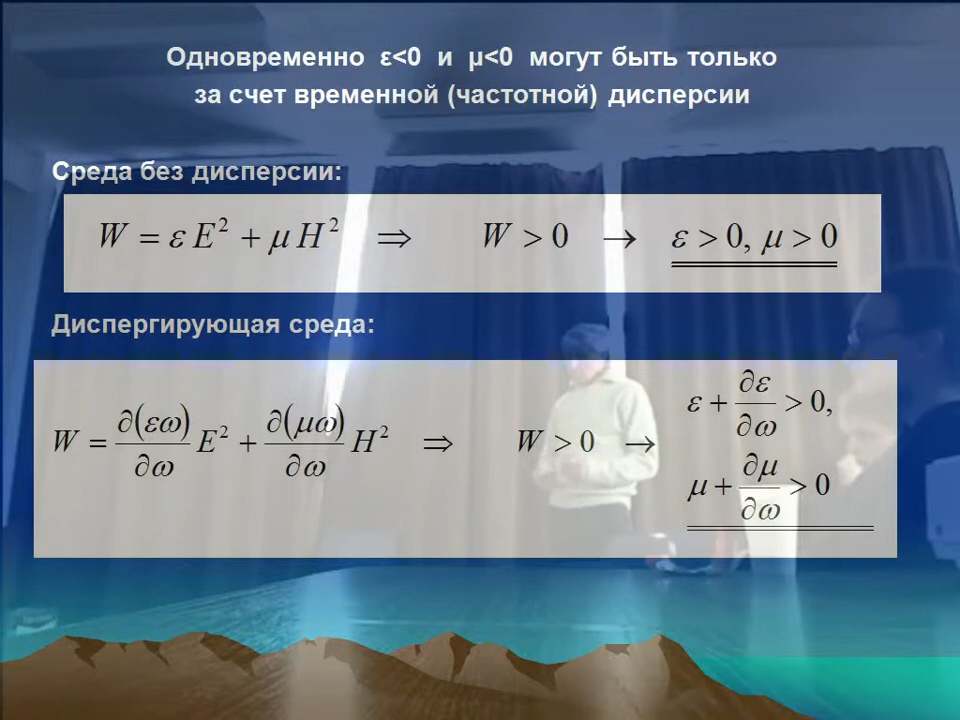 Одновременно ε<0 и μ<0 могут быть только
за счет временной (частотной) дисперсии
Среда без дисперсии:
W = ε E² + μ H² ⇒ W > 0 → ε > 0, μ > 0
Диспергирующая среда:
W = ∂(εω)/∂ω E² + ∂(μω)/∂ω H² ⇒ W > 0 → ε + ∂ε/∂ω > 0,
μ + ∂μ/∂ω > 0